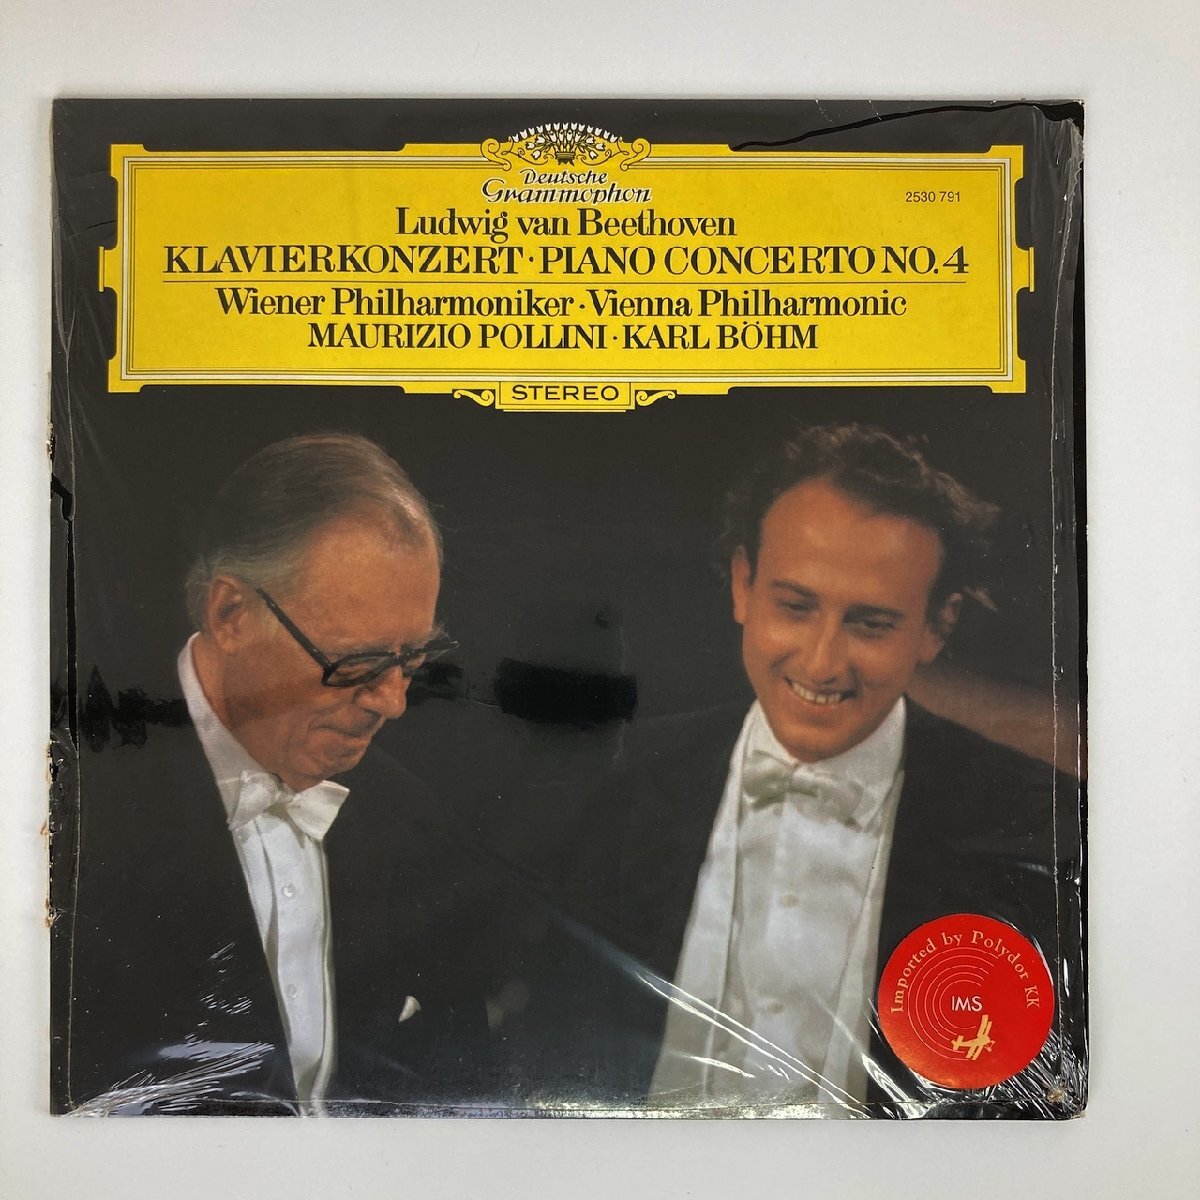 Deutsche
Grammophon
2530 791
Ludwig van Beethoven
KLAVIERKONZERT · PIANO CONCERTO NO. 4
Wiener Philharmoniker · Vienna Philharmonic
MAURIZIO POLLINI · KARL BÖHM
STEREO
Imported by Polydor KK
IMS